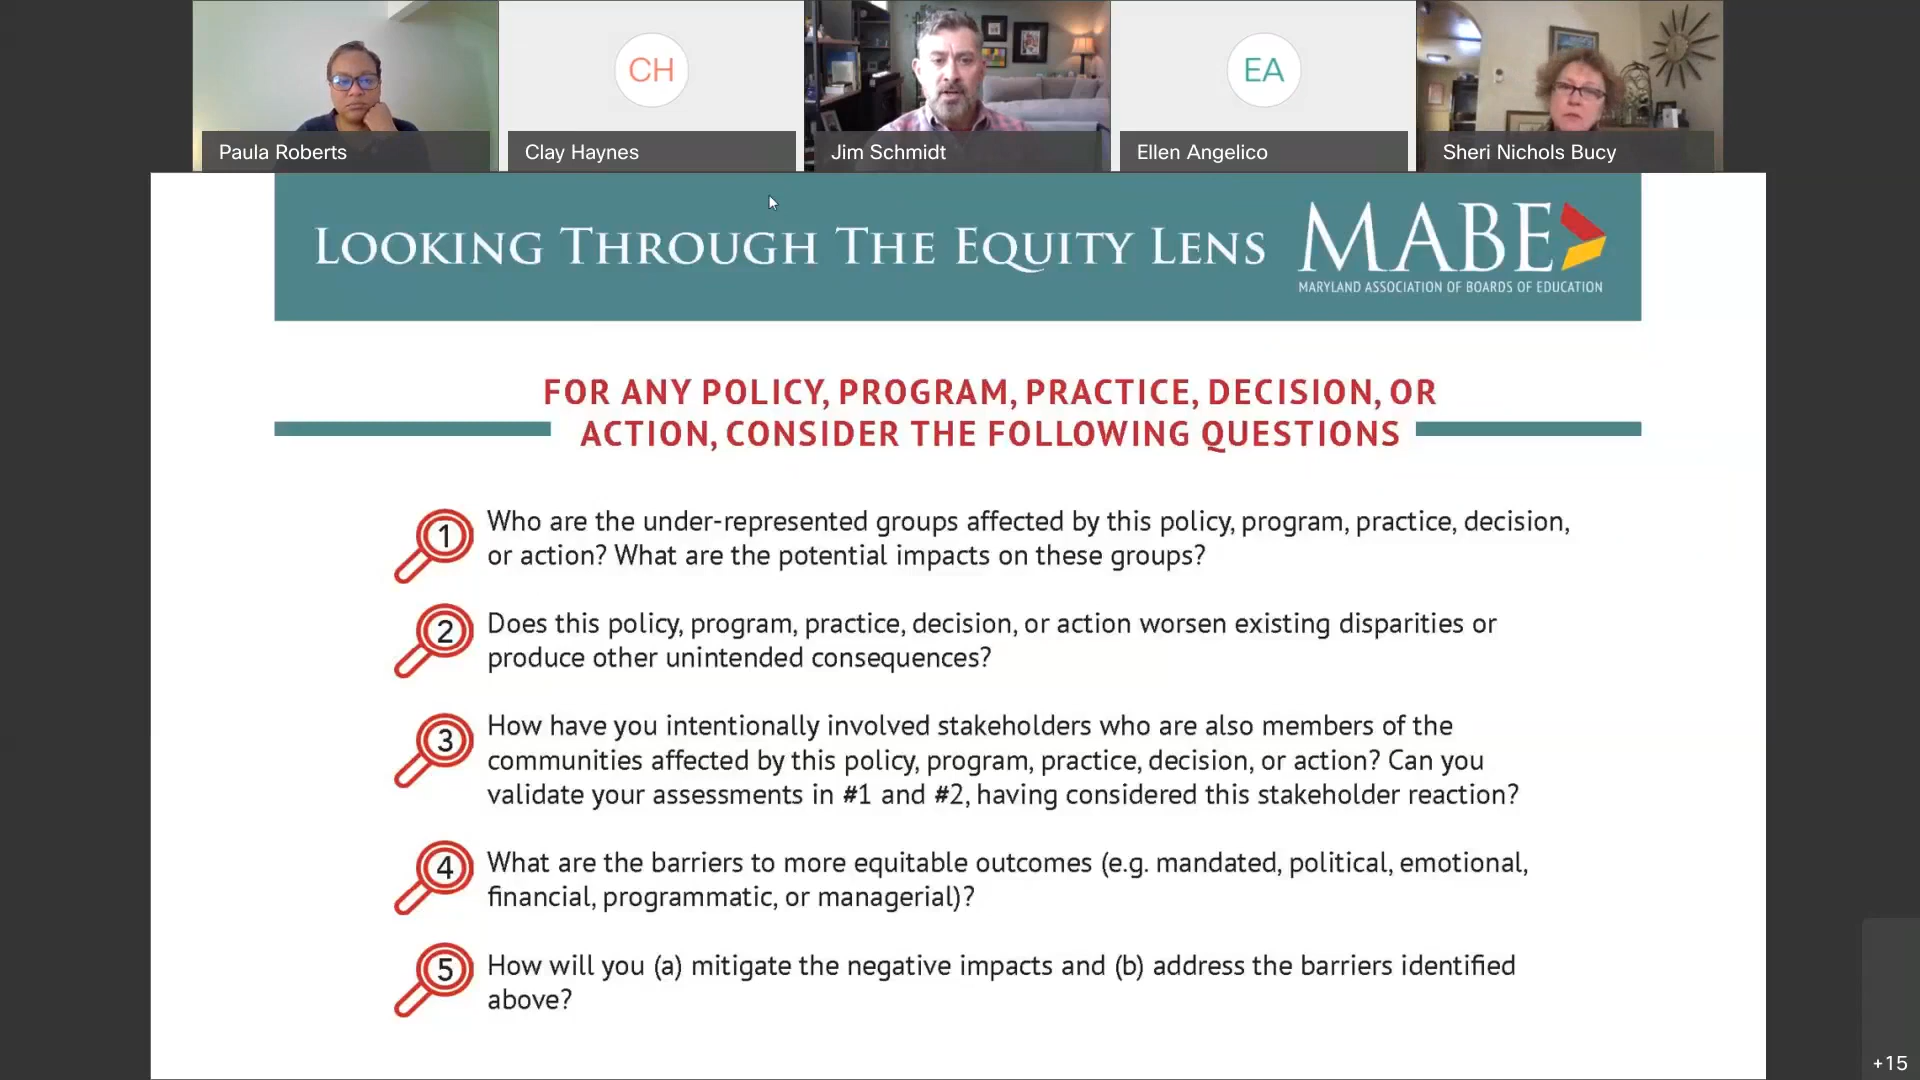 CH
EA
Paula Roberts
Clay Haynes
Jim Schmidt
Ellen Angelico
Sheri Nichols Bucy
LOOKING THROUGH THE EQUITY LENS
MABE
MARYLAND ASSOCIATION OF BOARDS OF EDUCATION
FOR ANY POLICY, PROGRAM, PRACTICE, DECISION, OR
ACTION, CONSIDER THE FOLLOWING QUESTIONS
1 Who are the under-represented groups affected by this policy, program, practice, decision,
or action? What are the potential impacts on these groups?
2 Does this policy, program, practice, decision, or action worsen existing disparities or
produce other unintended consequences?
3 How have you intentionally involved stakeholders who are also members of the
communities affected by this policy, program, practice, decision, or action? Can you
validate your assessments in #1 and #2, having considered this stakeholder reaction?
4 What are the barriers to more equitable outcomes (e.g. mandated, political, emotional,
financial, programmatic, or managerial)?
5 How will you (a) mitigate the negative impacts and (b) address the barriers identified
above?
+15